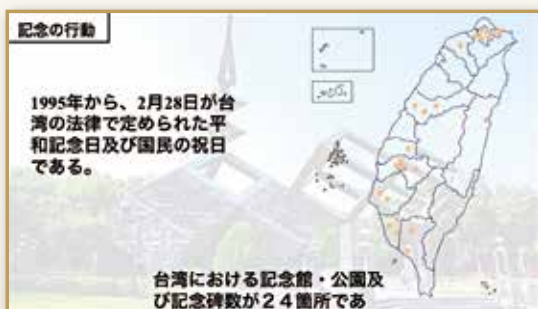 記念の行動
1995年から、2月28日が台
湾の法律で定められた平
和記念日及び国民の祝日
である。
台湾における記念館・公園及
び記念碑数が２４箇所であ